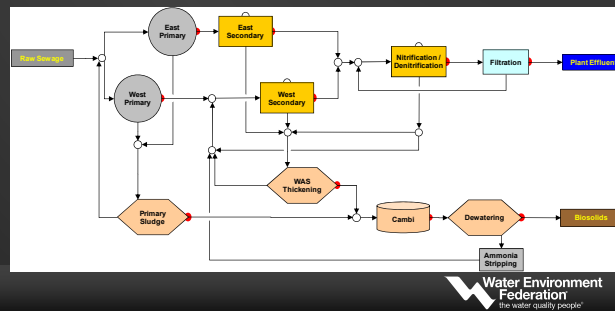 East
Primary
East
Secondary
Raw Sewage
Nitrification /
Denitrification
Filtration
Plant Effluen
West
Primary
West
Secondary
WAS
Thickening
Primary
Sludge
Cambi
Dewatering
Biosolids
Ammonia
Stripping
Water Environment
Federation
the water quality people®